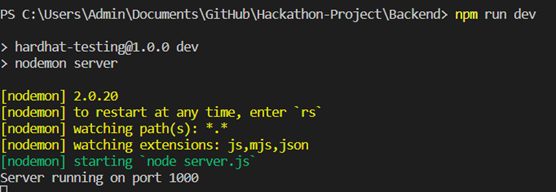 PS C:\Users\Admin\Documents\GitHub\Hackathon-Project\Backend> npm run dev
> hardhat-testing@1.0.0 dev
> nodemon server
[nodemon] 2.0.20
[nodemon] to restart at any time, enter `rs`
[nodemon] watching path(s): *.*
[nodemon] watching extensions: js,mjs,json
[nodemon] starting `node server.js`
Server running on port 1000